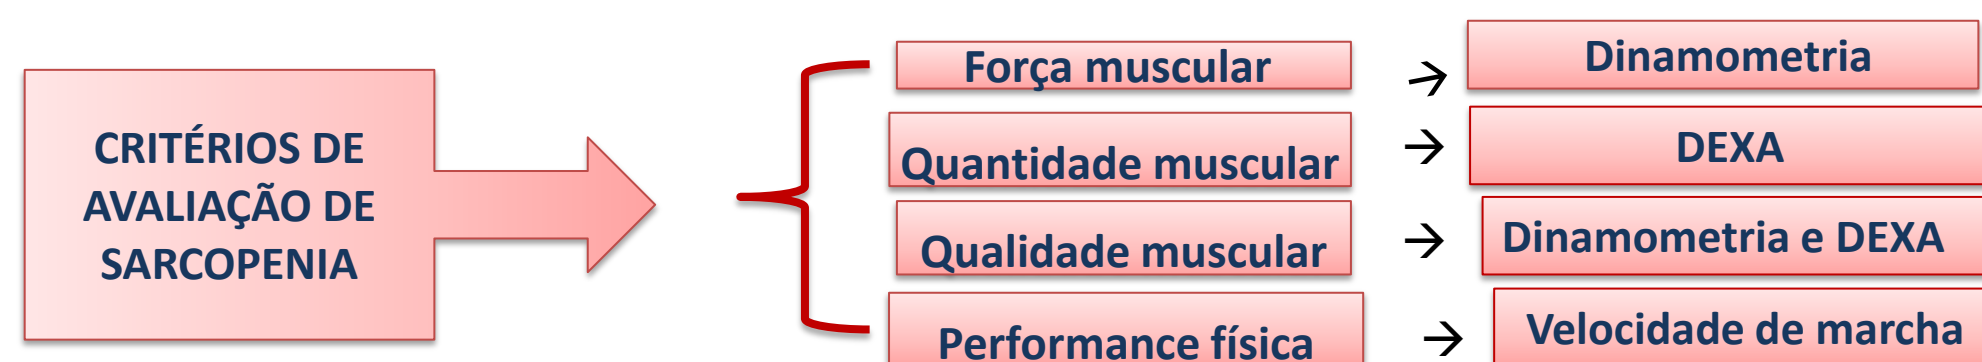 CRITÉRIOS DE
AVALIAÇÃO DE
SARCOPENIA
Força muscular → Dinamometria
Quantidade muscular → DEXA
Qualidade muscular → Dinamometria e DEXA
Performance física → Velocidade de marcha